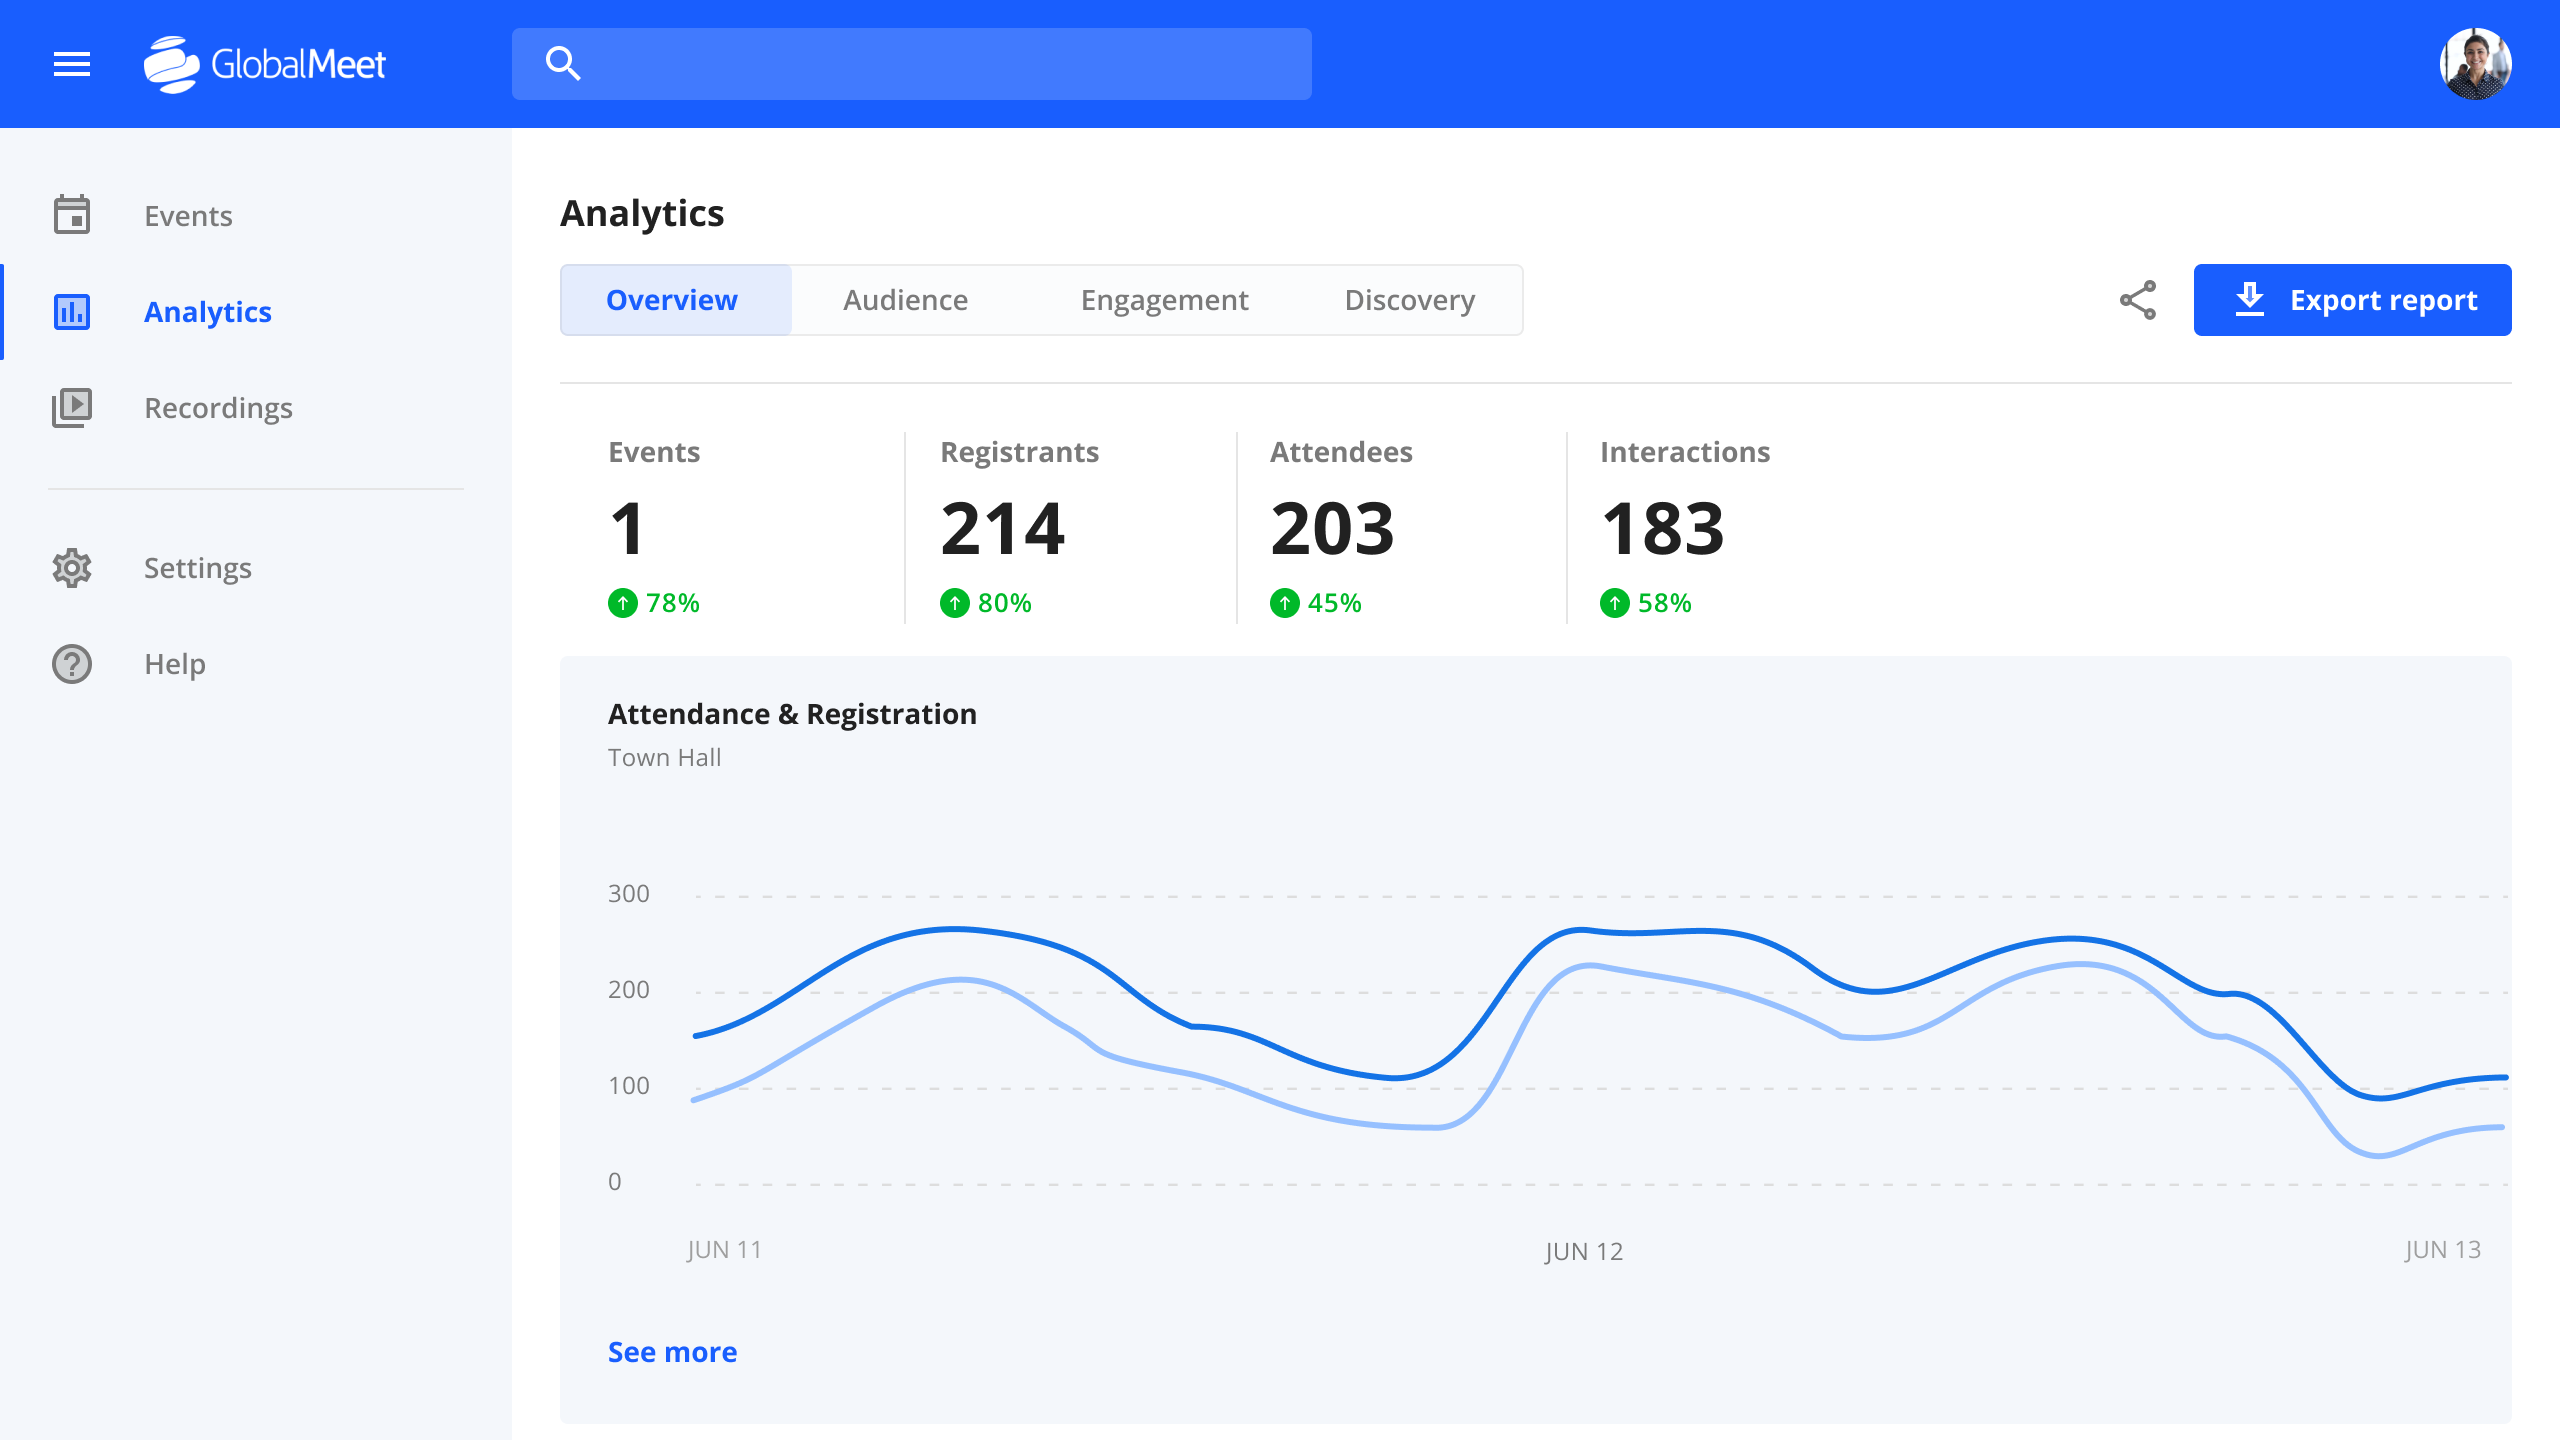 GlobalMeet
Events
Analytics
Recordings
Settings
Help
Analytics
Overview
Audience
Engagement
Discovery
Export report
Events
1
78%
Registrants
214
80%
Attendees
203
45%
Interactions
183
58%
Attendance & Registration
Town Hall
300
200
100
0
JUN 11
JUN 12
JUN 13
See more